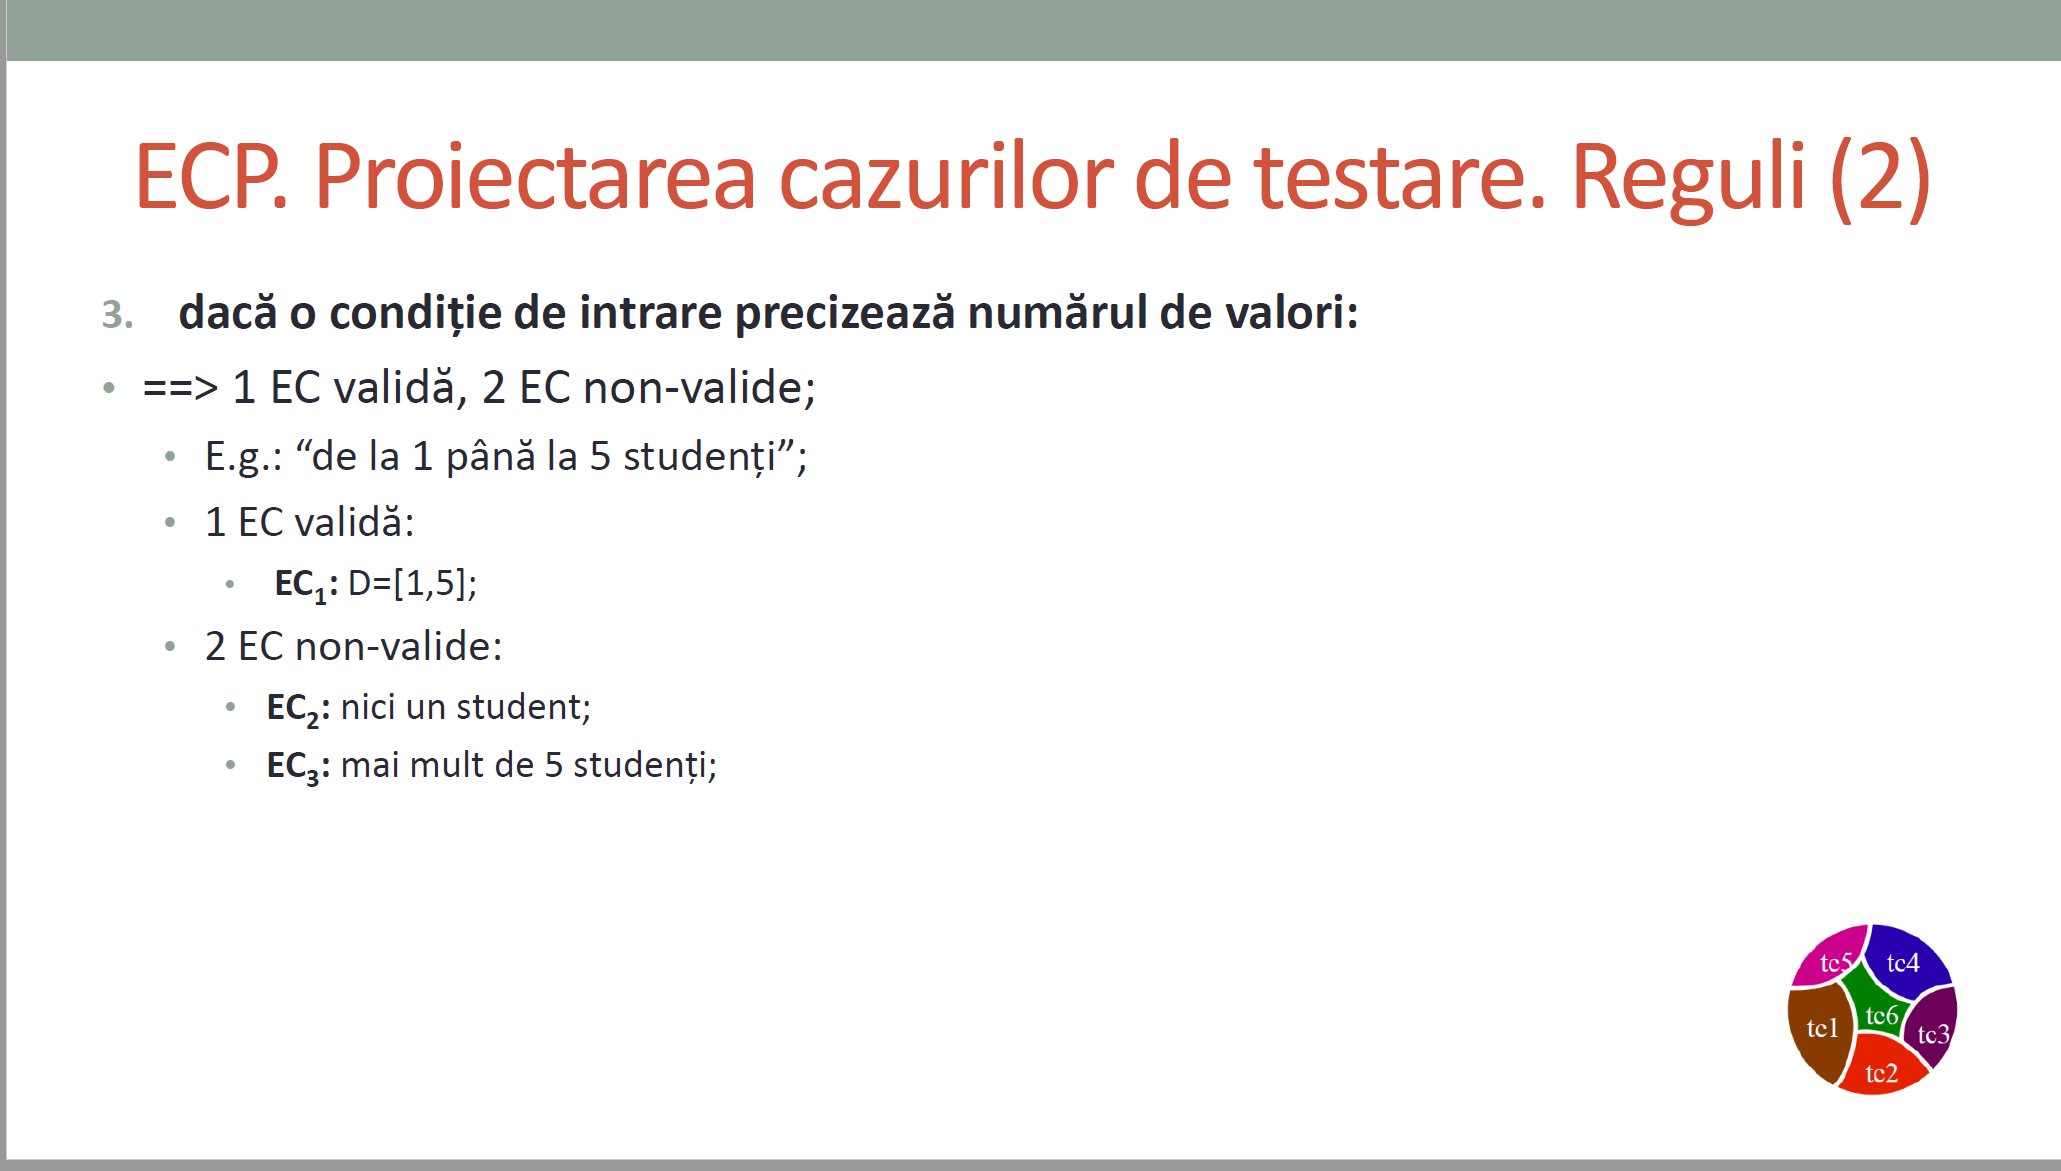 ECP. Proiectarea cazurilor de testare. Reguli (2)
3. dacă o condiție de intrare precizează numărul de valori:
• ==> 1 EC validă, 2 EC non-valide;
• E.g.: “de la 1 până la 5 studenți”;
• 1 EC validă:
• EC1: D=[1,5];
• 2 EC non-valide:
• EC2: nici un student;
• EC3: mai mult de 5 studenți;
tc5
tc4
tc6
tc1
tc3
tc2